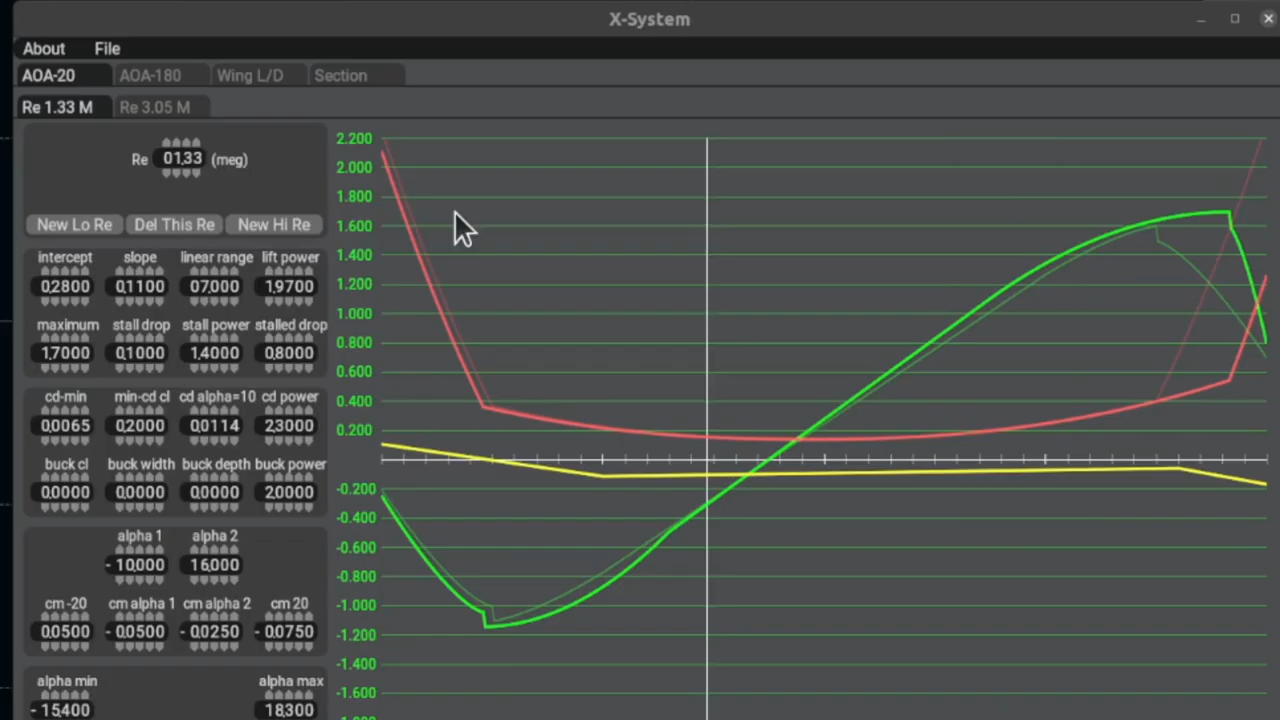 X-System
About File
AOA-20 AOA-180 Wing L/D Section
Re 1.33 M Re 3.05 M
Re 01,33 (meg)
New Lo Re Del This Re New Hi Re
intercept slope linear range lift power
0,2800 0,1100 07,000 1,9700
maximum stall drop stall power stalled drop
1,7000 0,1000 1,4000 0,8000
cd-min min-cd cl cd alpha=10 cd power
0,0065 0,2000 0,0114 2,3000
buck cl buck width buck depth buck power
0,0000 0,0000 0,0000 2,0000
alpha 1 alpha 2
- 10,000 16,000
cm -20 cm alpha 1 cm alpha 2 cm 20
0,0500 - 0,0500 - 0,0250 - 0,0750
alpha min alpha max
- 15,400 18,300
2.200
2.000
1.800
1.600
1.400
1.200
1.000
0.800
0.600
0.400
0.200
-0.200
-0.400
-0.600
-0.800
-1.000
-1.200
-1.400
-1.600